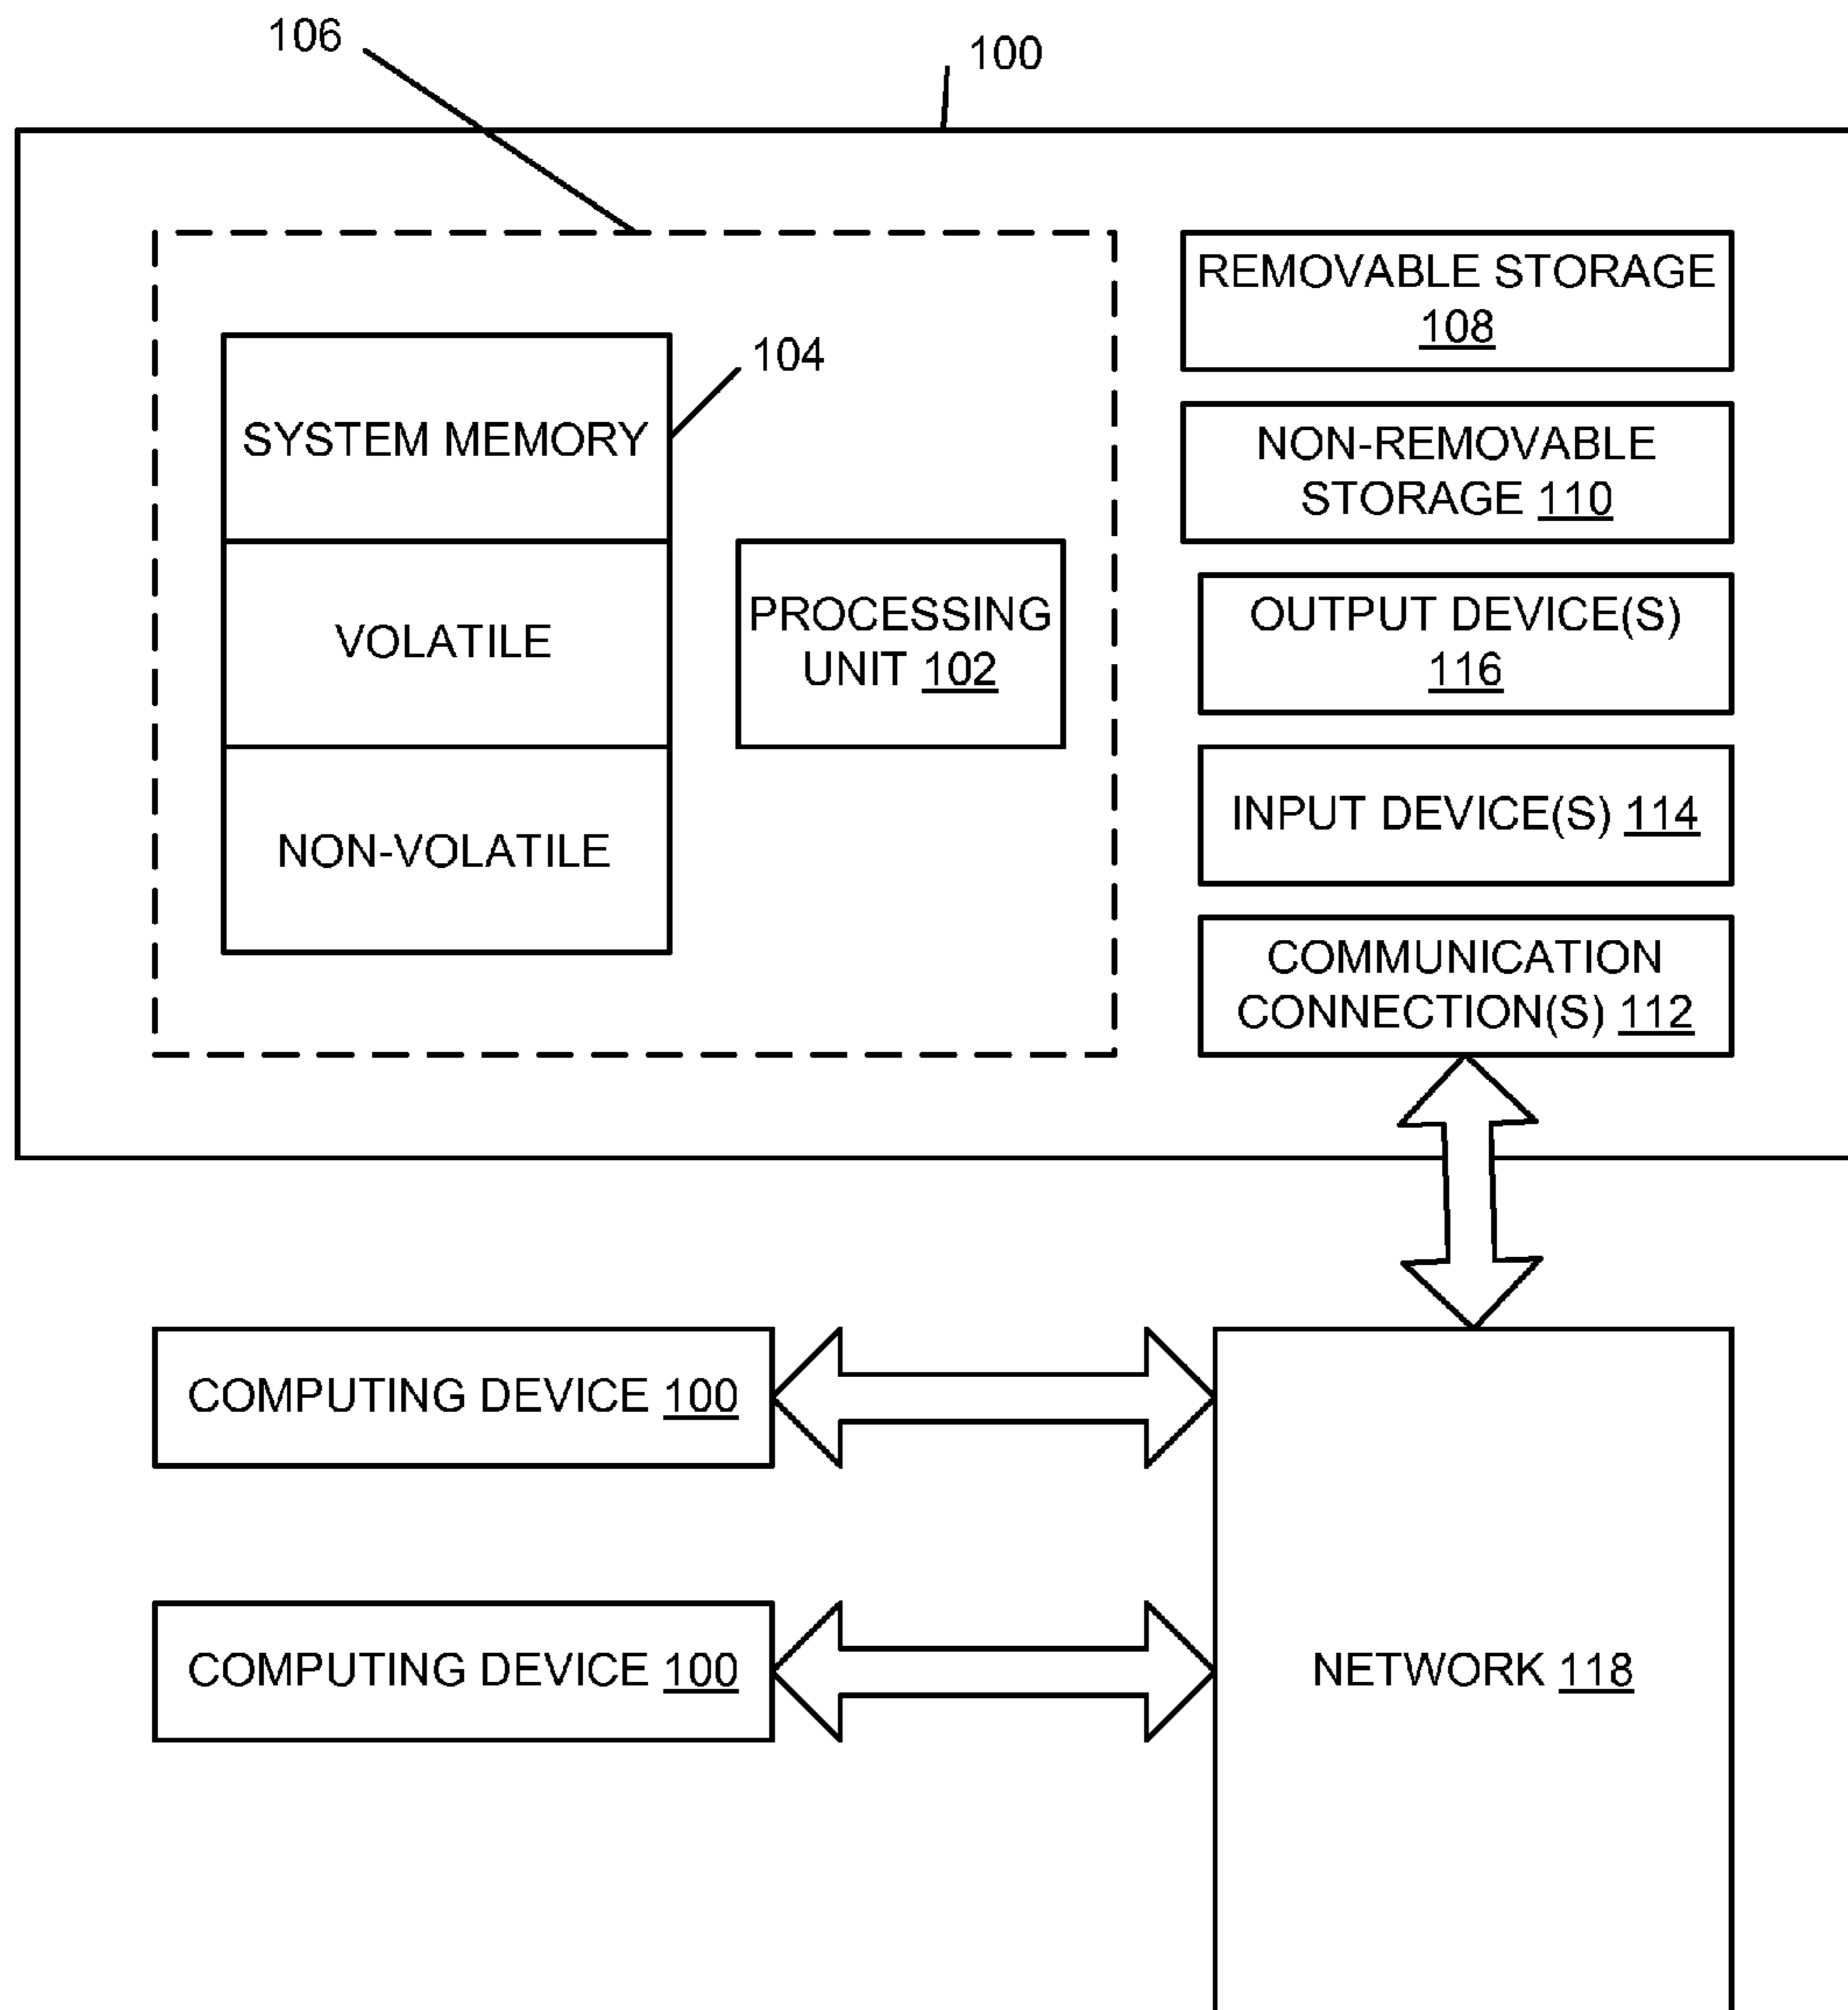 106
100
REMOVABLE STORAGE
108
104
SYSTEM MEMORY
NON-REMOVABLE
STORAGE 110
VOLATILE
PROCESSING
UNIT 102
OUTPUT DEVICE(S)
116
NON-VOLATILE
INPUT DEVICE(S) 114
COMMUNICATION
CONNECTION(S) 112
COMPUTING DEVICE 100
COMPUTING DEVICE 100
NETWORK 118